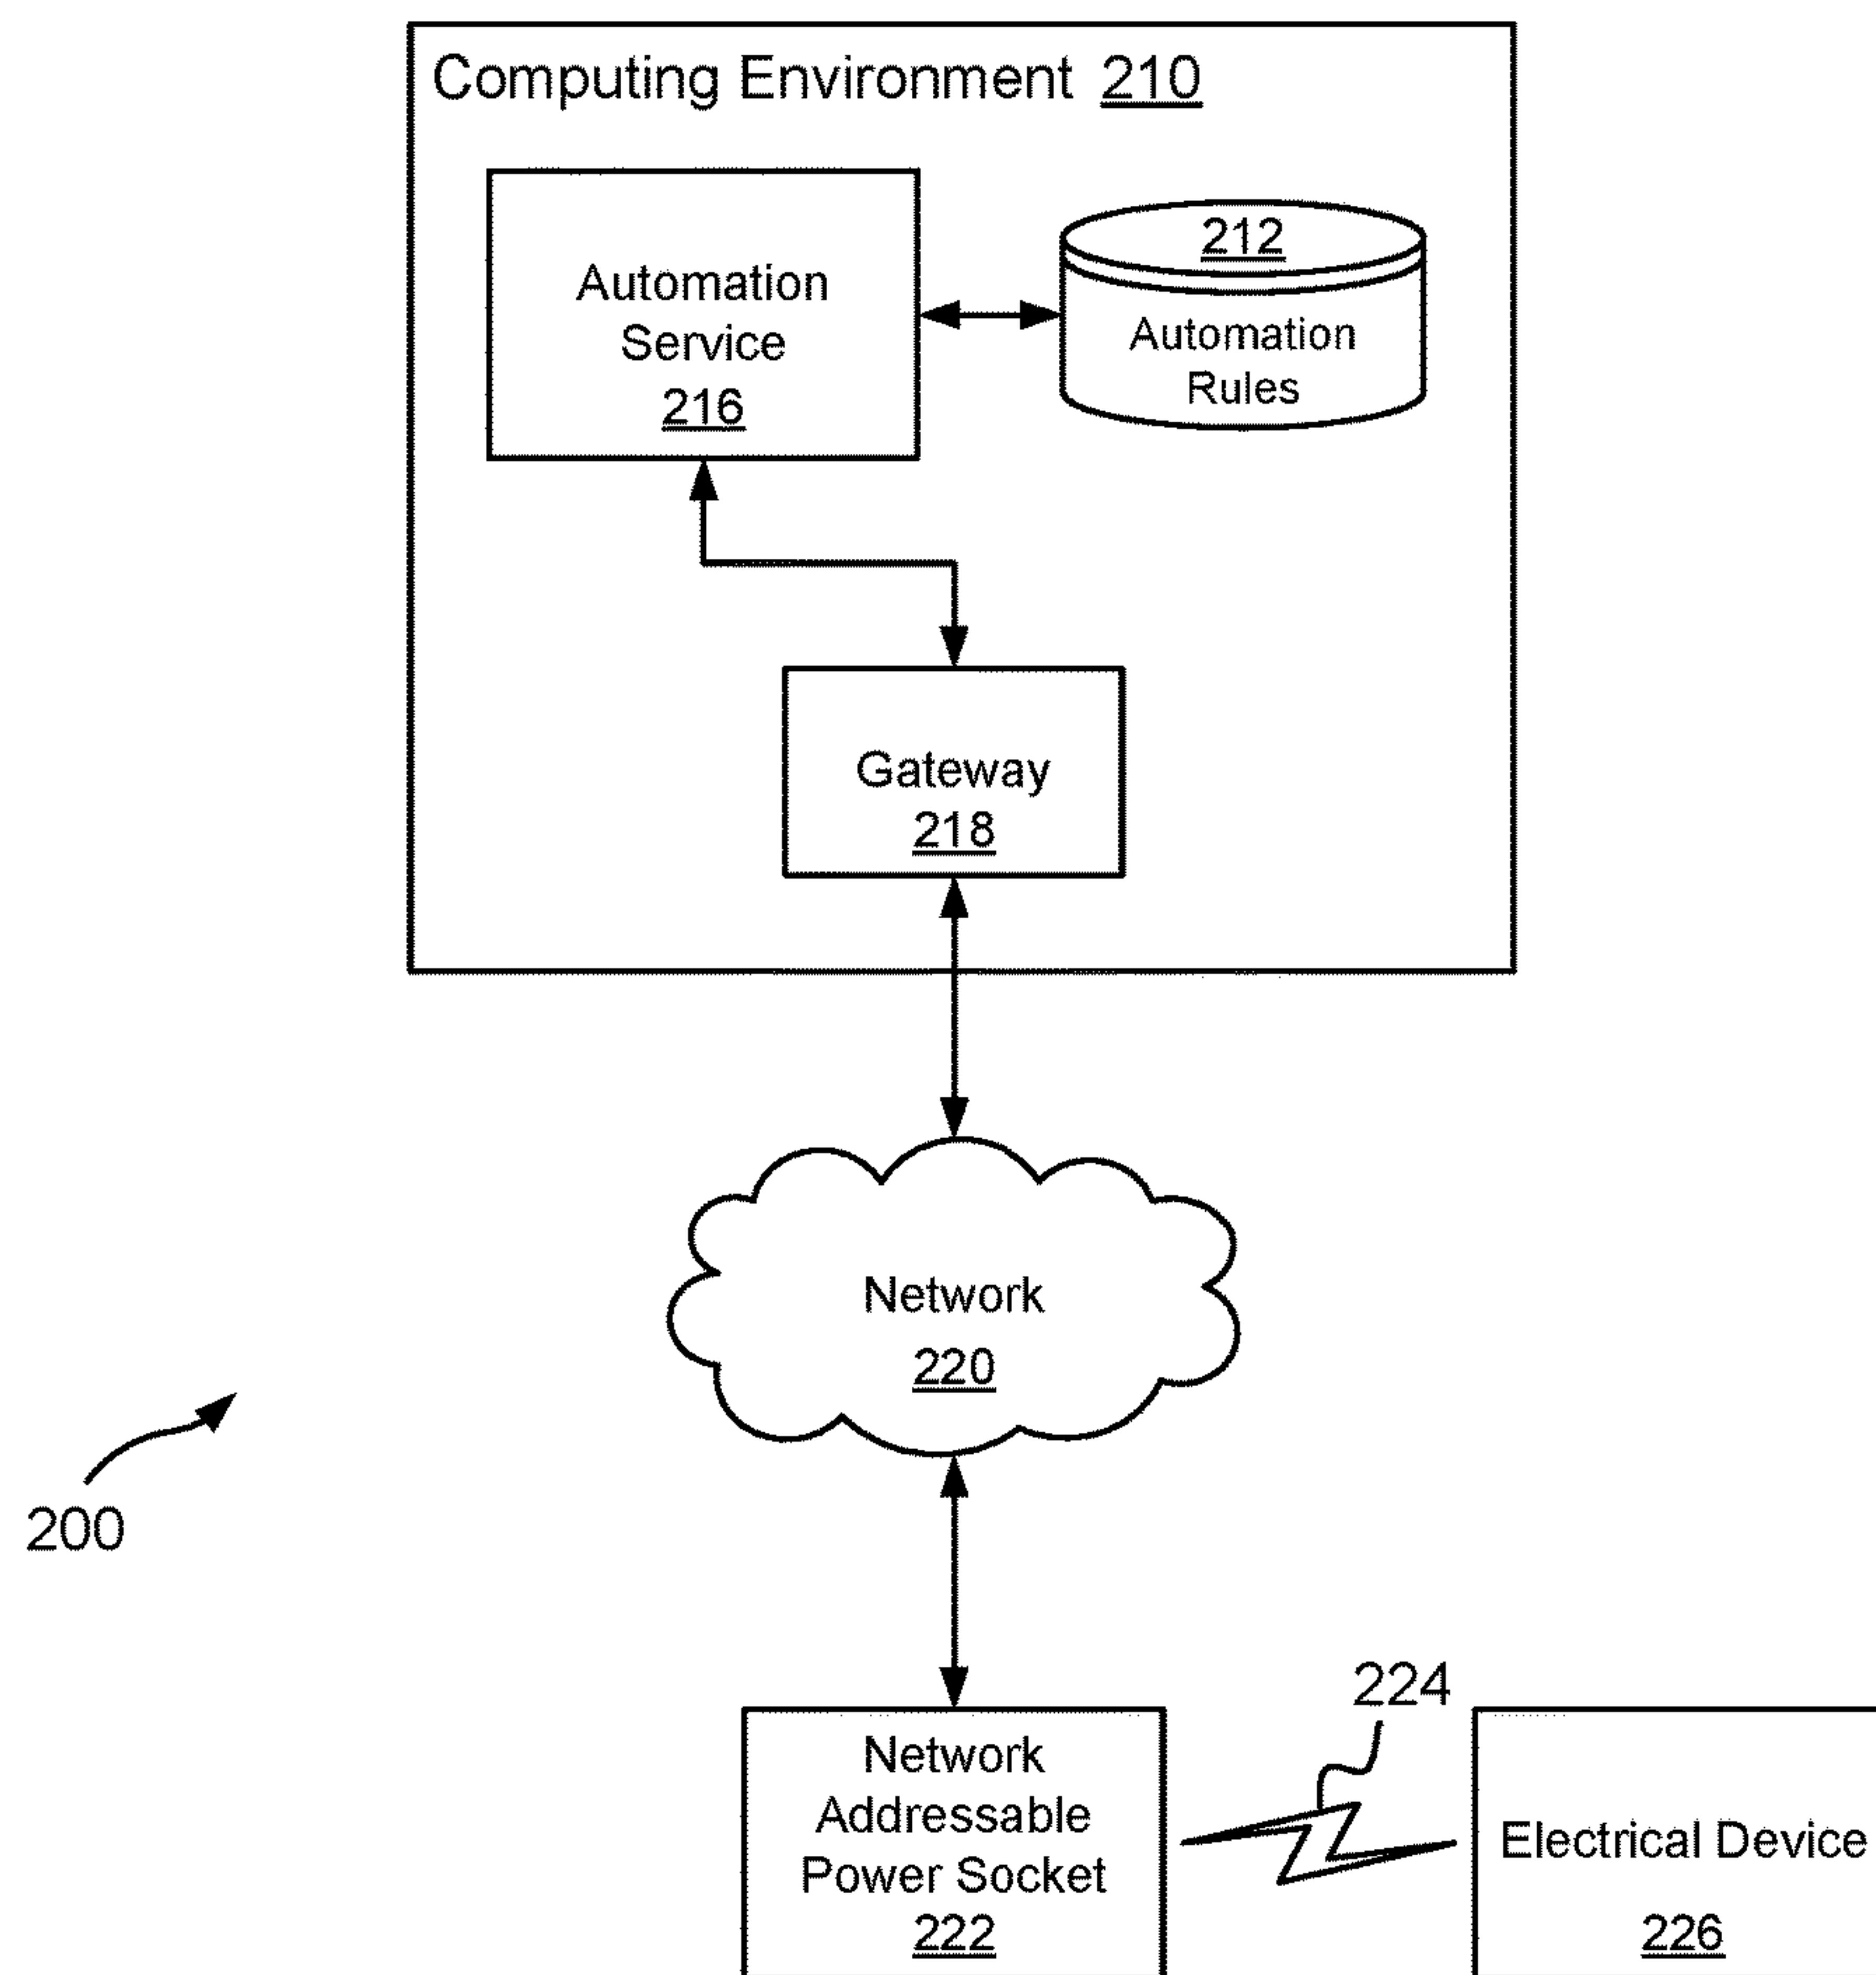 Computing Environment 210
Automation
Service
216
212
Automation
Rules
Gateway
218
Network
220
200
Network
Addressable
Power Socket
222
224
Electrical Device
226